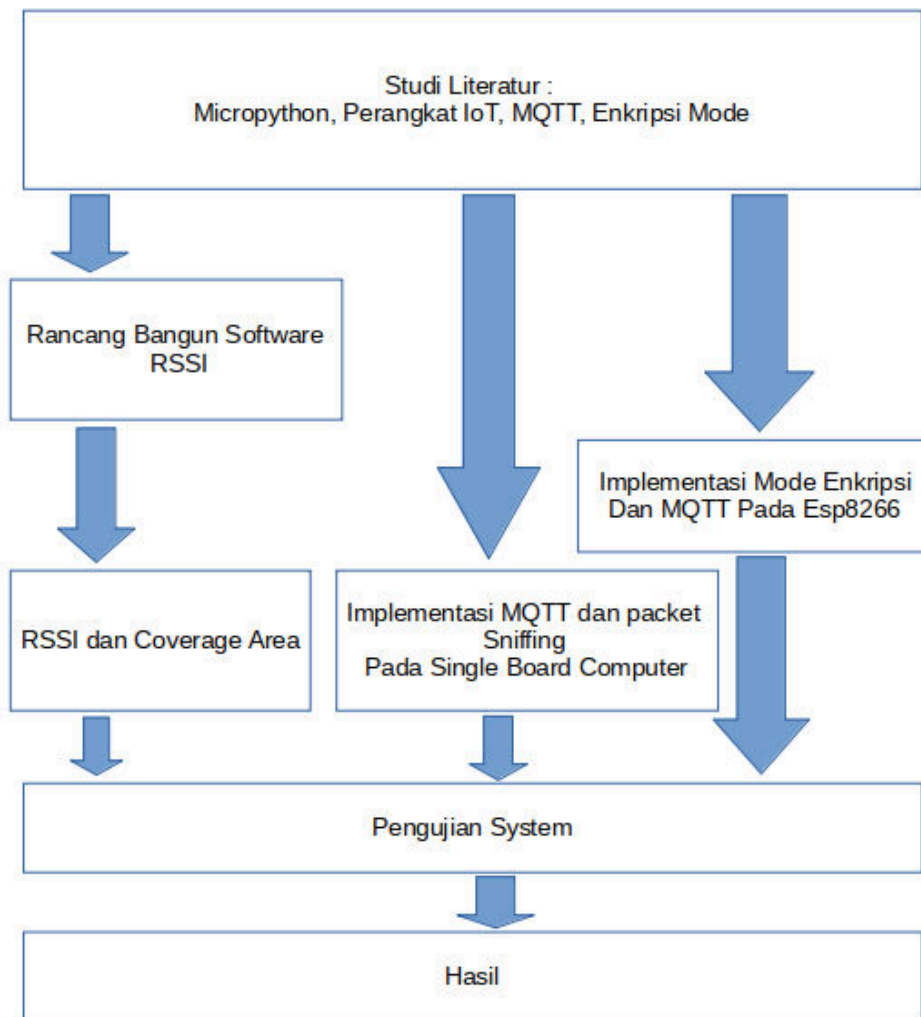 Studi Literatur :
Micropython, Perangkat IoT, MQTT, Enkripsi Mode
Rancang Bangun Software
RSSI
Implementasi Mode Enkripsi
Dan MQTT Pada Esp8266
RSSI dan Coverage Area
Implementasi MQTT dan packet
Sniffing
Pada Single Board Computer
Pengujian System
Hasil